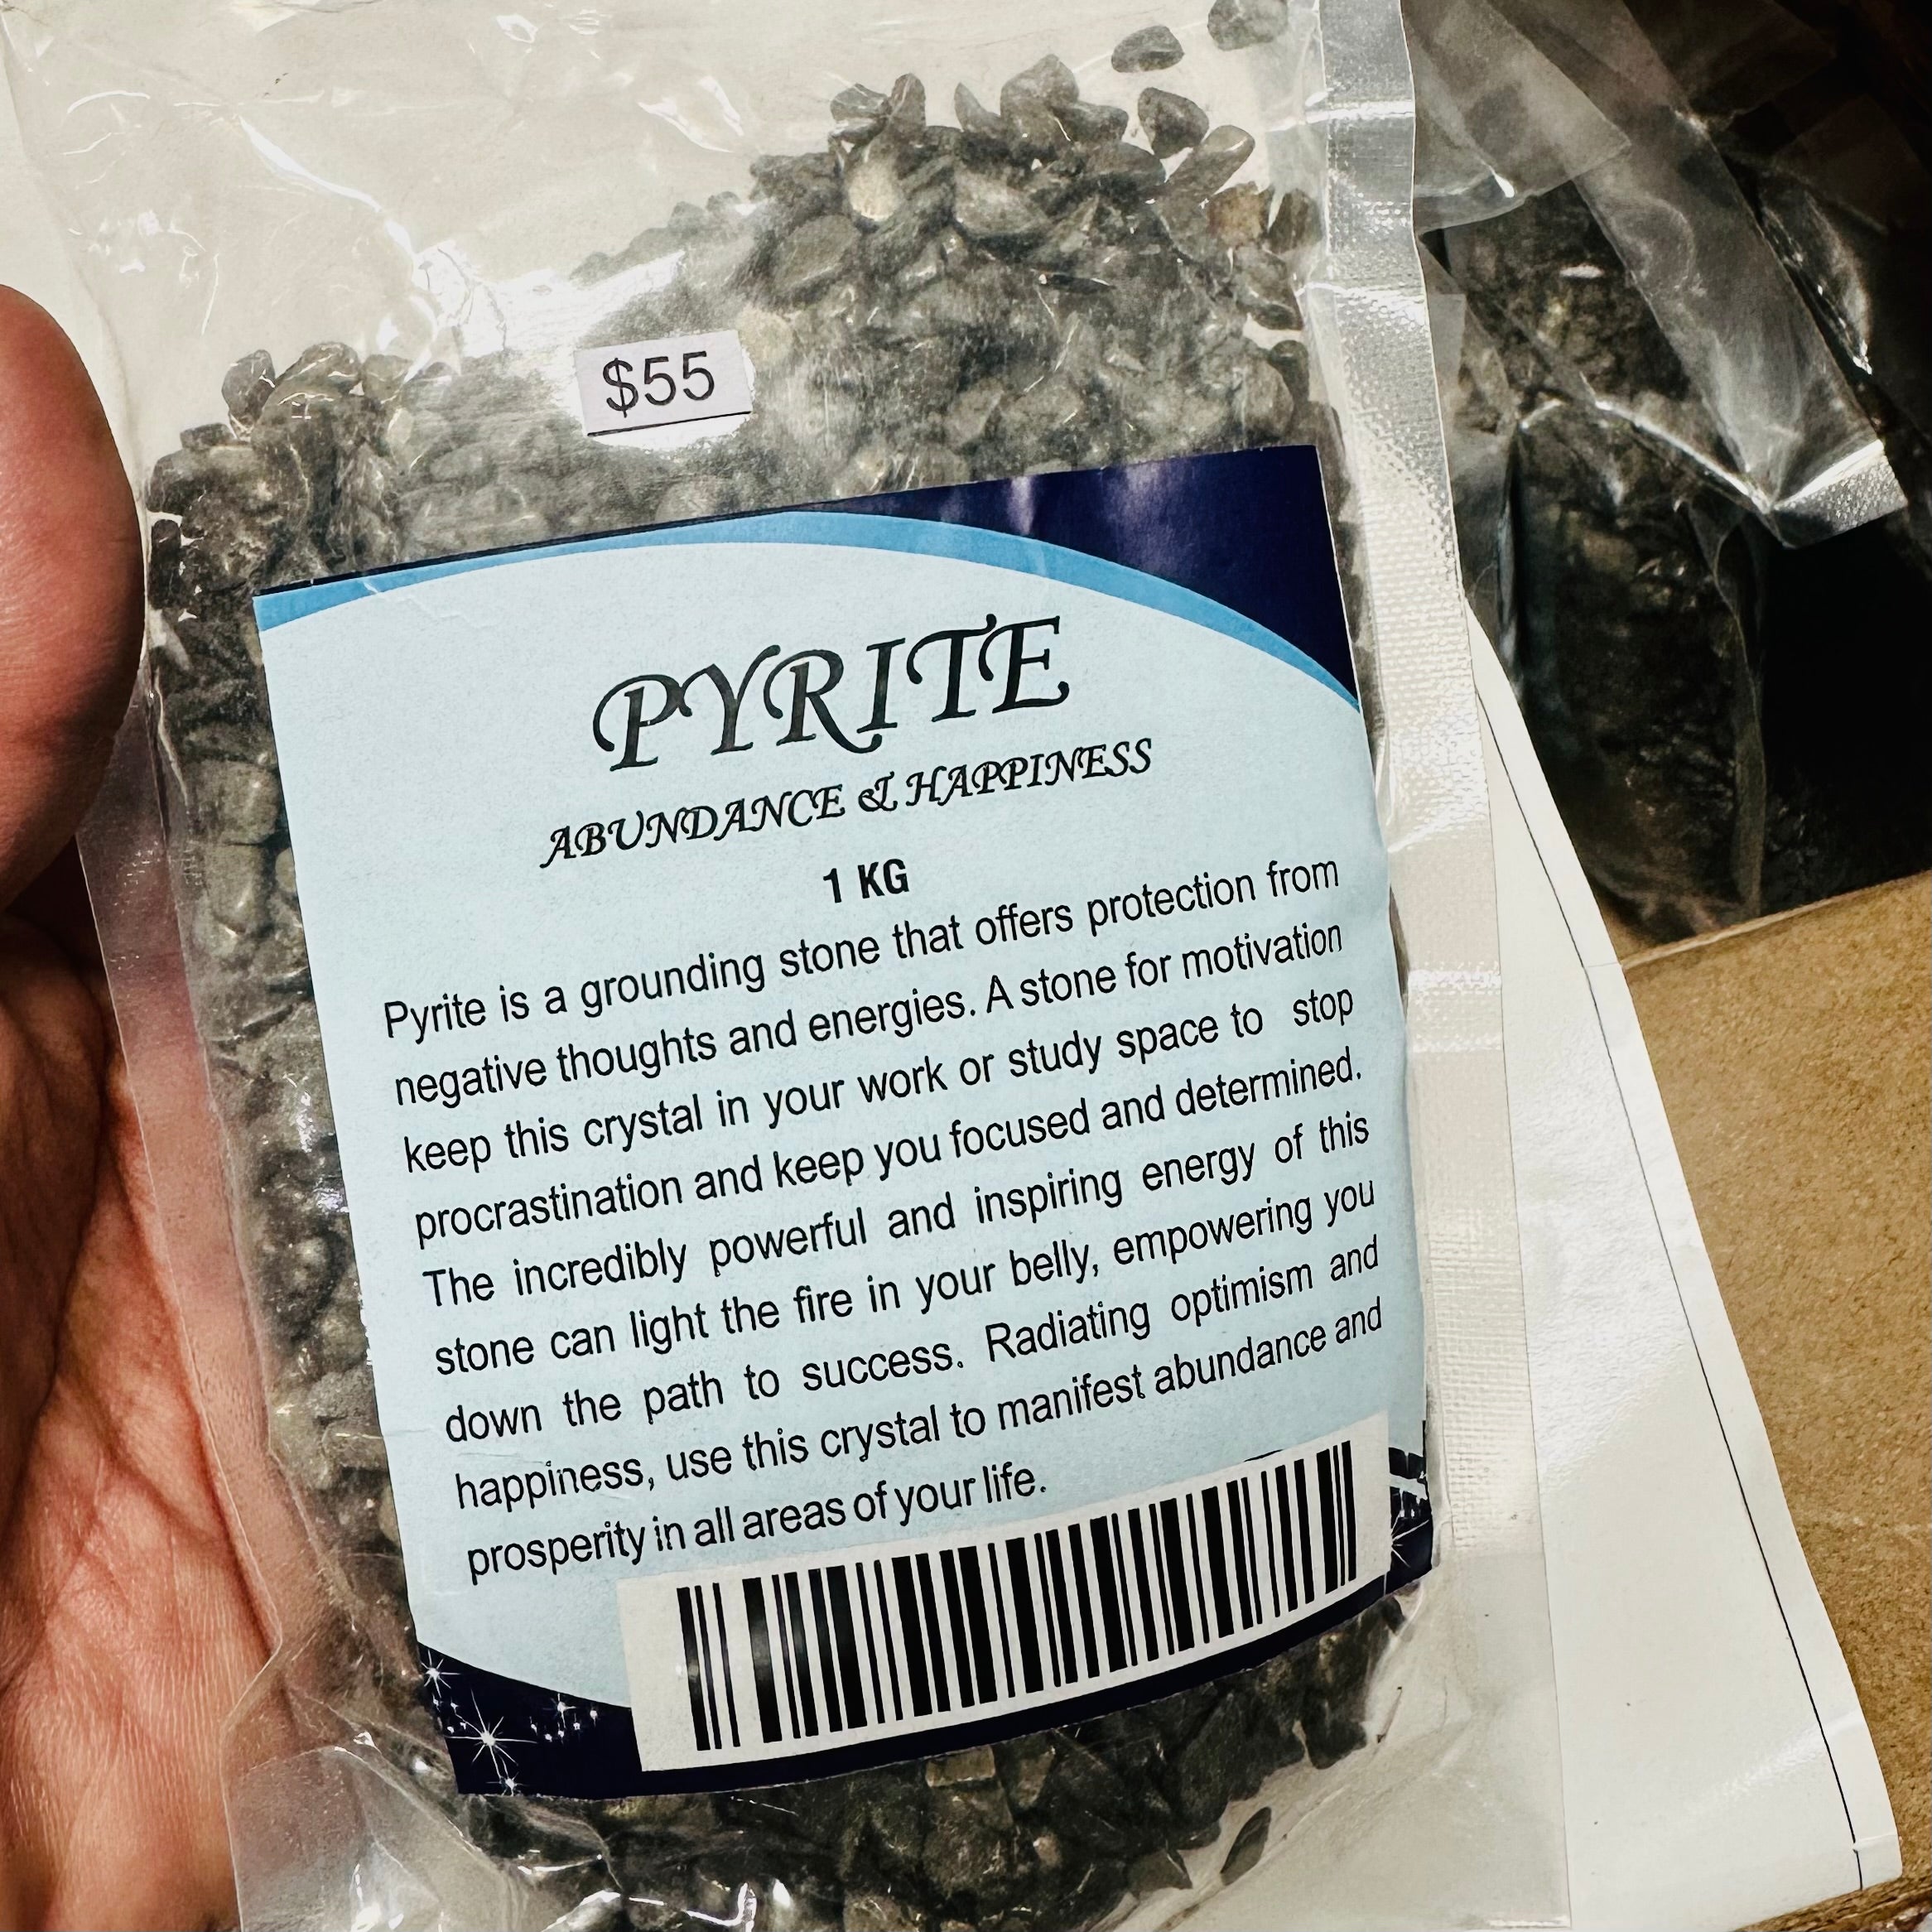 $55
PYRITE
ABUNDANCE & HAPPINESS
1 KG
Pyrite is a grounding stone that offers protection from
negative thoughts and energies. A stone for motivation
keep this crystal in your work or study space to stop
procrastination and keep you focused and determined.
The incredibly powerful and inspiring energy of this
stone can light the fire in your belly, empowering you
down the path to success. Radiating optimism and
happiness, use this crystal to manifest abundance and
prosperity in all areas of your life.